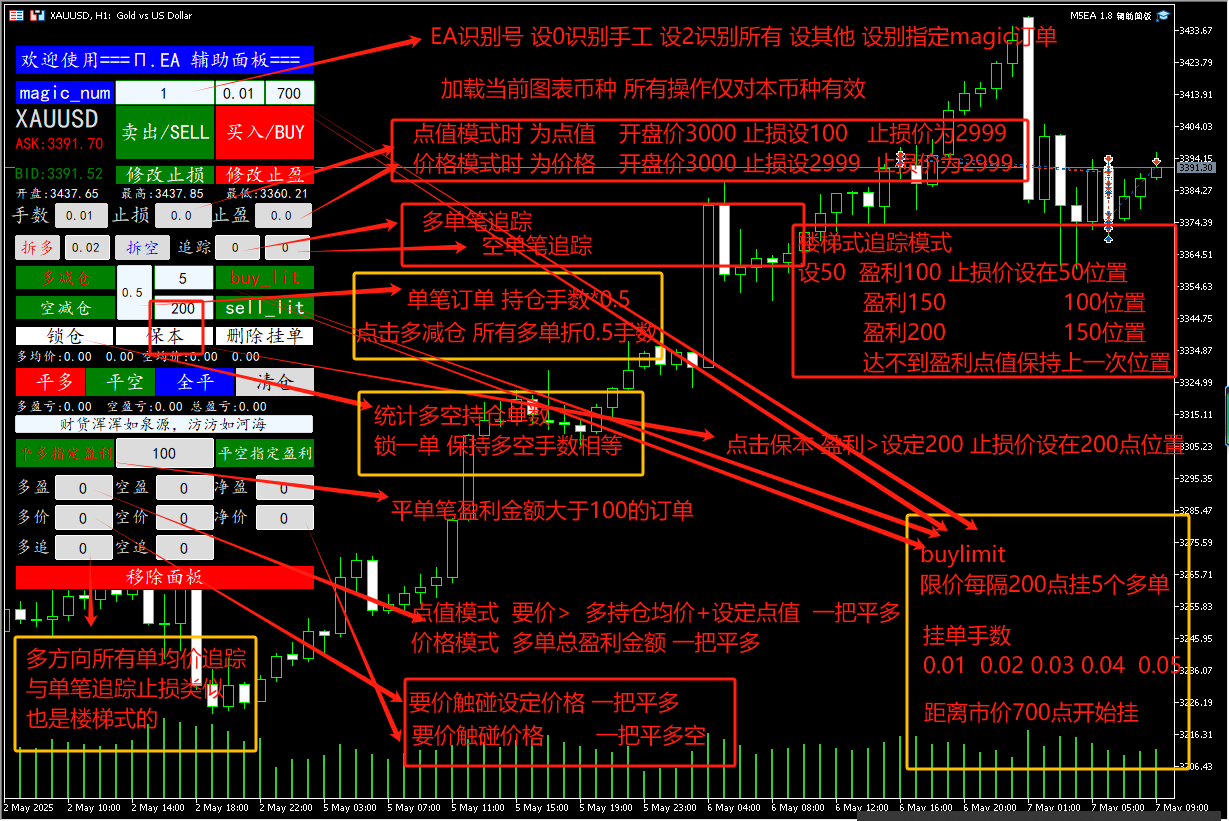 XAUUSD, H1: Gold vs US Dollar
M5EA 1.8 辅助面板
欢迎使用===Π.EA 辅助面板===
magic_num 1 0.01 700
XAUUSD
ASK:3391.70
卖出/SELL 买入/BUY
BID:3391.52 修改止损 修改止盈
开盘:3437.65 最高:3437.85 最低:3360.21
手数 0.01 止损 0.0 止盈 0.0
拆多 0.02 拆空 追踪 0 0
多减仓 0.5 5 buy_lit
空减仓 200 sell_lit
锁仓 保本 删除挂单
多均价:0.00 0.00 空均价:0.00 0.00
平多 平空 全平 清仓
多盈亏:0.00 空盈亏:0.00 总盈亏:0.00
财货浑浑如泉源，汸汸如河海
平多指定盈利 100 平空指定盈利
多盈 0 空盈 0 净盈 0
多价 0 空价 0 净价 0
多追 0 空追 0
移除面板
EA识别号 设0识别手工 设2识别所有 设其他 设别指定magic订单
加载当前图表币种 所有操作仅对本币种有效
点值模式时 为点值 开盘价3000 止损设100 止损价为2999
价格模式时 为价格 开盘价3000 止损设2999 止损价为2999
多单笔追踪
空单笔追踪
楼梯式追踪模式
设50 盈利100 止损价设在50位置
盈利150 100位置
盈利200 150位置
达不到盈利点值保持上一次位置
单笔订单 持仓手数*0.5
点击多减仓 所有多单折0.5手数
统计多空持仓单数
锁一单 保持多空手数相等
点击保本 盈利>设定200 止损价设在200点位置
平单笔盈利金额大于100的订单
buylimit
限价每隔200点挂5个多单
挂单手数
0.01 0.02 0.03 0.04 0.05
距离市价700点开始挂
点值模式 要价> 多持仓均价+设定点值 一把平多
价格模式 多单总盈利金额 一把平多
多方向所有单均价追踪
与单笔追踪止损类似
也是楼梯式的
要价触碰设定价格 一把平多
要价触碰价格 一把平多空
3433.67
3423.79
3413.91
3404.03
3394.15
3391.30
3384.27
3374.39
3364.51
3354.63
3344.75
3334.87
3324.99
3315.11
3305.23
3295.35
3285.47
3275.59
3265.71
3255.83
3245.95
3236.07
3226.19
3216.31
3206.43
2 May 2025 2 May 10:00 2 May 14:00 2 May 18:00 2 May 22:00 5 May 03:00 5 May 07:00 5 May 11:00 5 May 15:00 5 May 19:00 5 May 23:00 6 May 04:00 6 May 08:00 6 May 12:00 6 May 16:00 6 May 20:00 7 May 01:00 7 May 05:00 7 May 09:00